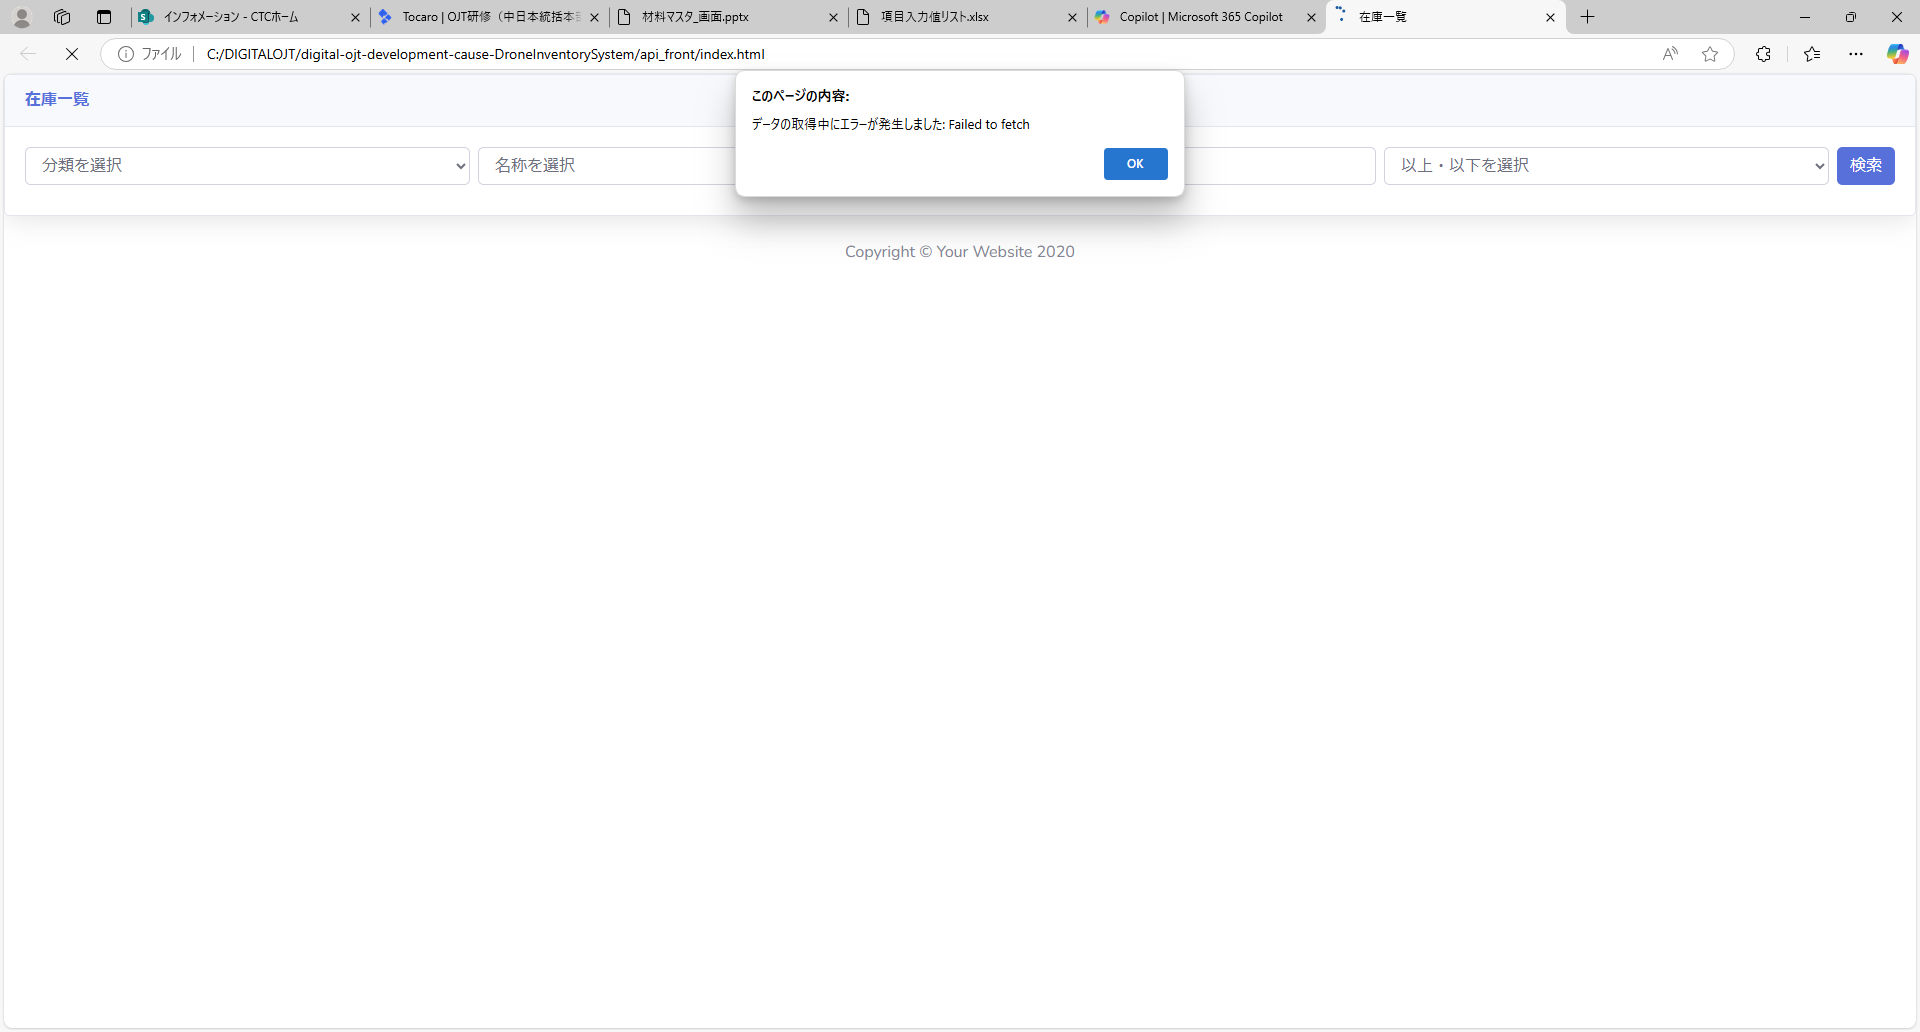 インフォメーション - CTCホーム
Tocaro | OJT研修（中日本統括本
材料マスタ_画面.pptx
項目入力値リスト.xlsx
Copilot | Microsoft 365 Copilot
在庫一覧
ファイル
C:/DIGITALOJT/digital-ojt-development-cause-DroneInventorySystem/api_front/index.html
在庫一覧
このページの内容:
データの取得中にエラーが発生しました: Failed to fetch
OK
分類を選択
名称を選択
以上・以下を選択
検索
Copyright © Your Website 2020